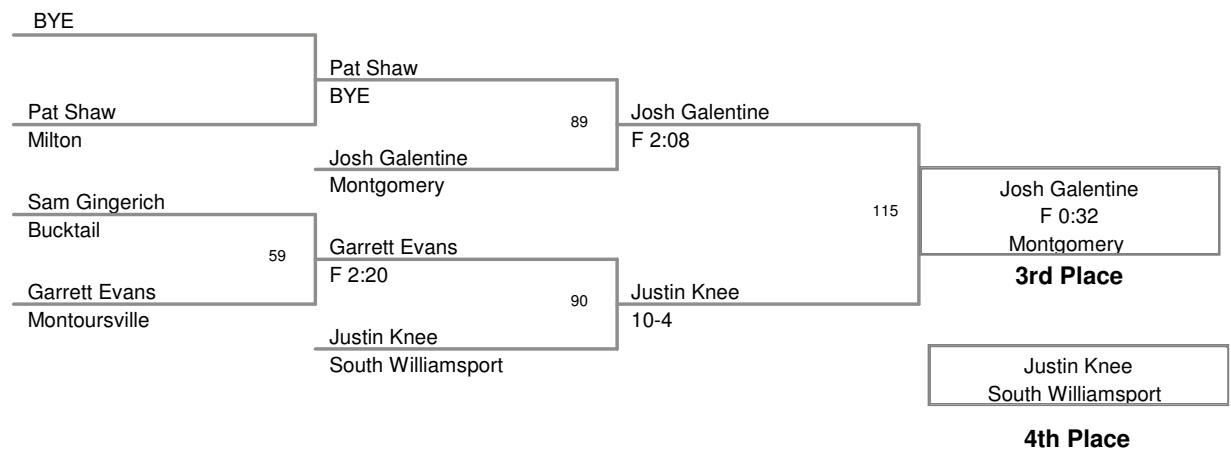 BYE
Pat Shaw
BYE
Pat Shaw
Milton
89
Josh Galentine
F 2:08
Josh Galentine
Montgomery
Sam Gingerich
Bucktail
115
Josh Galentine
F 0:32
Montgomery
3rd Place
59
Garrett Evans
F 2:20
Garrett Evans
Montoursville
90
Justin Knee
10-4
Justin Knee
South Williamsport
Justin Knee
South Williamsport
4th Place